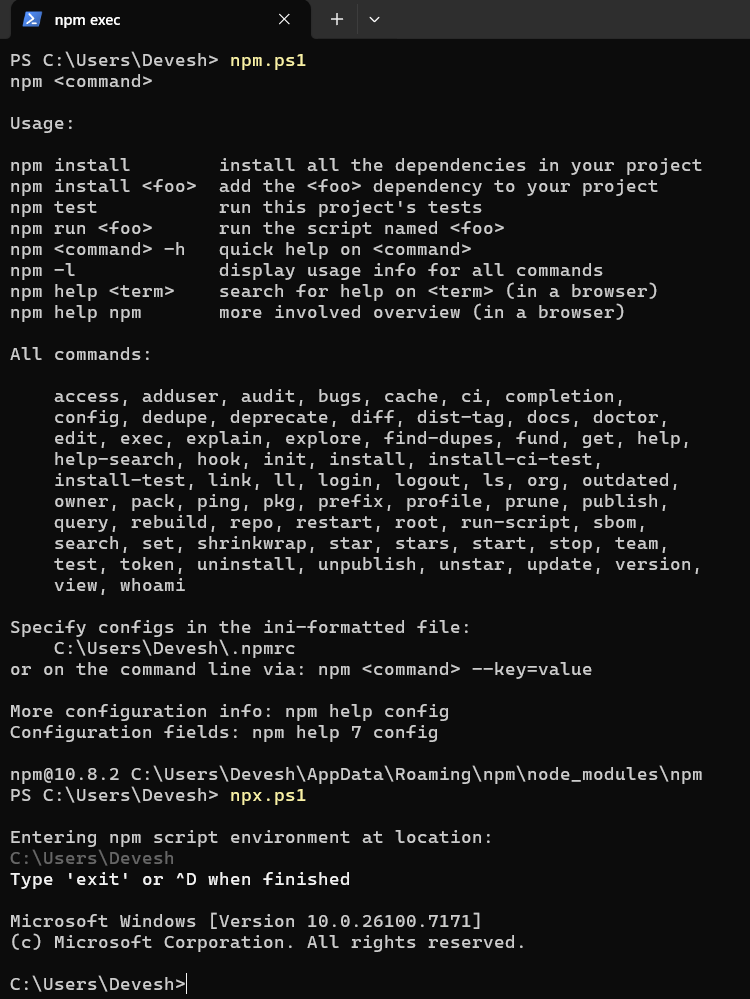 npm exec
PS C:\Users\Devesh> npm.ps1
npm <command>
Usage:
npm install        install all the dependencies in your project
npm install <foo>  add the <foo> dependency to your project
npm test           run this project's tests
npm run <foo>      run the script named <foo>
npm <command> -h   quick help on <command>
npm -l             display usage info for all commands
npm help <term>    search for help on <term> (in a browser)
npm help npm       more involved overview (in a browser)
All commands:
    access, adduser, audit, bugs, cache, ci, completion,
    config, dedupe, deprecate, diff, dist-tag, docs, doctor,
    edit, exec, explain, explore, find-dupes, fund, get, help,
    help-search, hook, init, install, install-ci-test,
    install-test, link, ll, login, logout, ls, org, outdated,
    owner, pack, ping, pkg, prefix, profile, prune, publish,
    query, rebuild, repo, restart, root, run-script, sbom,
    search, set, shrinkwrap, star, stars, start, stop, team,
    test, token, uninstall, unpublish, unstar, update, version,
    view, whoami
Specify configs in the ini-formatted file:
    C:\Users\Devesh\.npmrc
or on the command line via: npm <command> --key=value
More configuration info: npm help config
Configuration fields: npm help 7 config
npm@10.8.2 C:\Users\Devesh\AppData\Roaming\npm\node_modules\npm
PS C:\Users\Devesh> npx.ps1
Entering npm script environment at location:
C:\Users\Devesh
Type 'exit' or ^D when finished
Microsoft Windows [Version 10.0.26100.7171]
(c) Microsoft Corporation. All rights reserved.
C:\Users\Devesh>